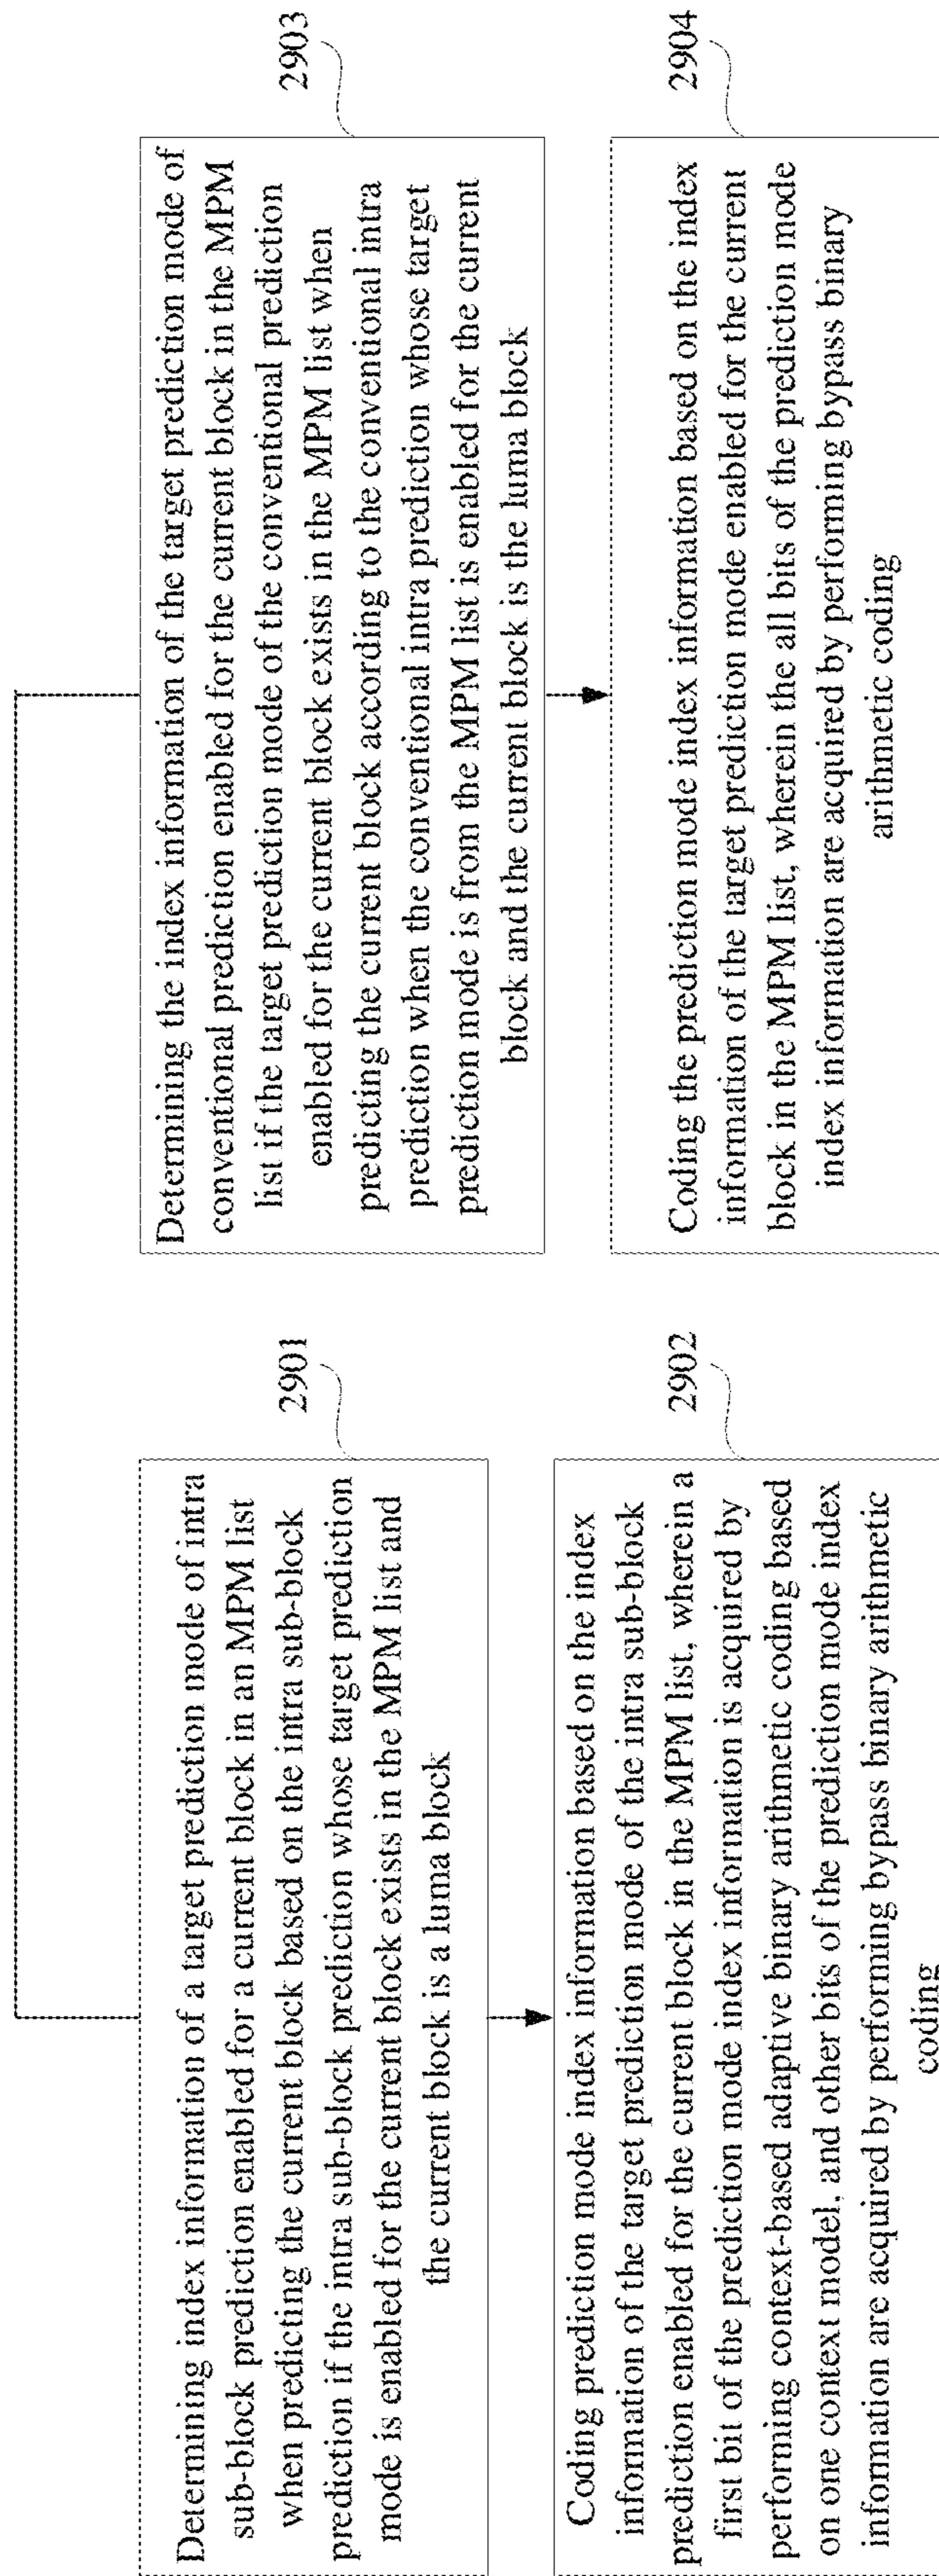 Determining index information of a target prediction mode of intra
sub-block prediction enabled for a current block in an MPM list
when predicting the current block based on the intra sub-block
prediction if the intra sub-block prediction whose target prediction
mode is enabled for the current block exists in the MPM list and
the current block is a luma block
2901
Coding prediction mode index information based on the index
information of the target prediction mode of the intra sub-block
prediction enabled for the current block in the MPM list, wherein a
first bit of the prediction mode index information is acquired by
performing context-based adaptive binary arithmetic coding based
on one context model, and other bits of the prediction mode index
information are acquired by performing bypass binary arithmetic
coding
2902
Determining the index information of the target prediction mode of
conventional prediction enabled for the current block in the MPM
list if the target prediction mode of the conventional prediction
enabled for the current block exists in the MPM list when
predicting the current block according to the conventional intra
prediction when the conventional intra prediction whose target
prediction mode is from the MPM list is enabled for the current
block and the current block is the luma block
2903
Coding the prediction mode index information based on the index
information of the target prediction mode enabled for the current
block in the MPM list, wherein the all bits of the prediction mode
index information are acquired by performing bypass binary
arithmetic coding
2904